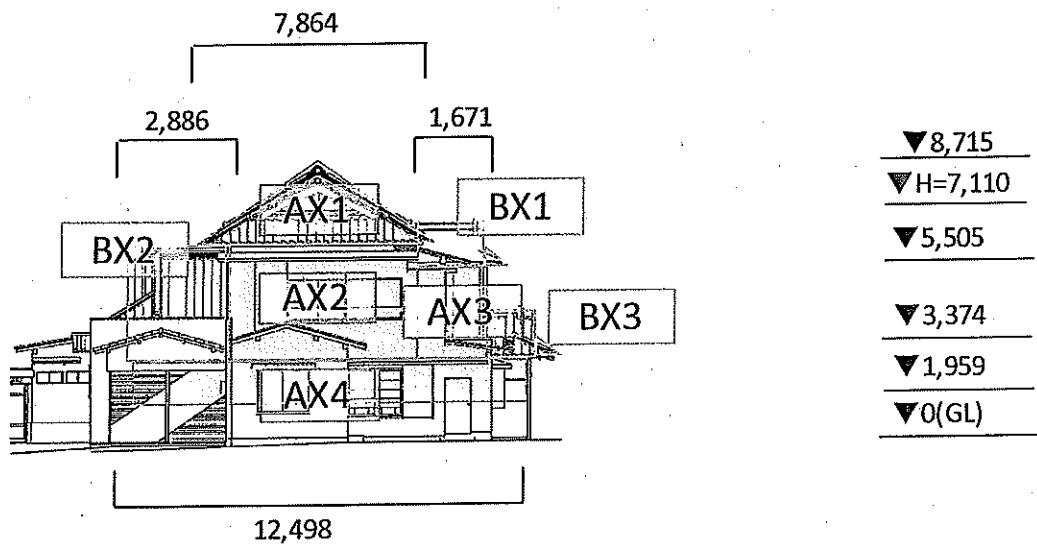 7,864
2,886
1,671
▼8,715
▼H=7,110
AX1
BX1
BX2
▼5,505
AX2
AX3
BX3
▼3,374
▼1,959
AX4
▼0(GL)
12,498